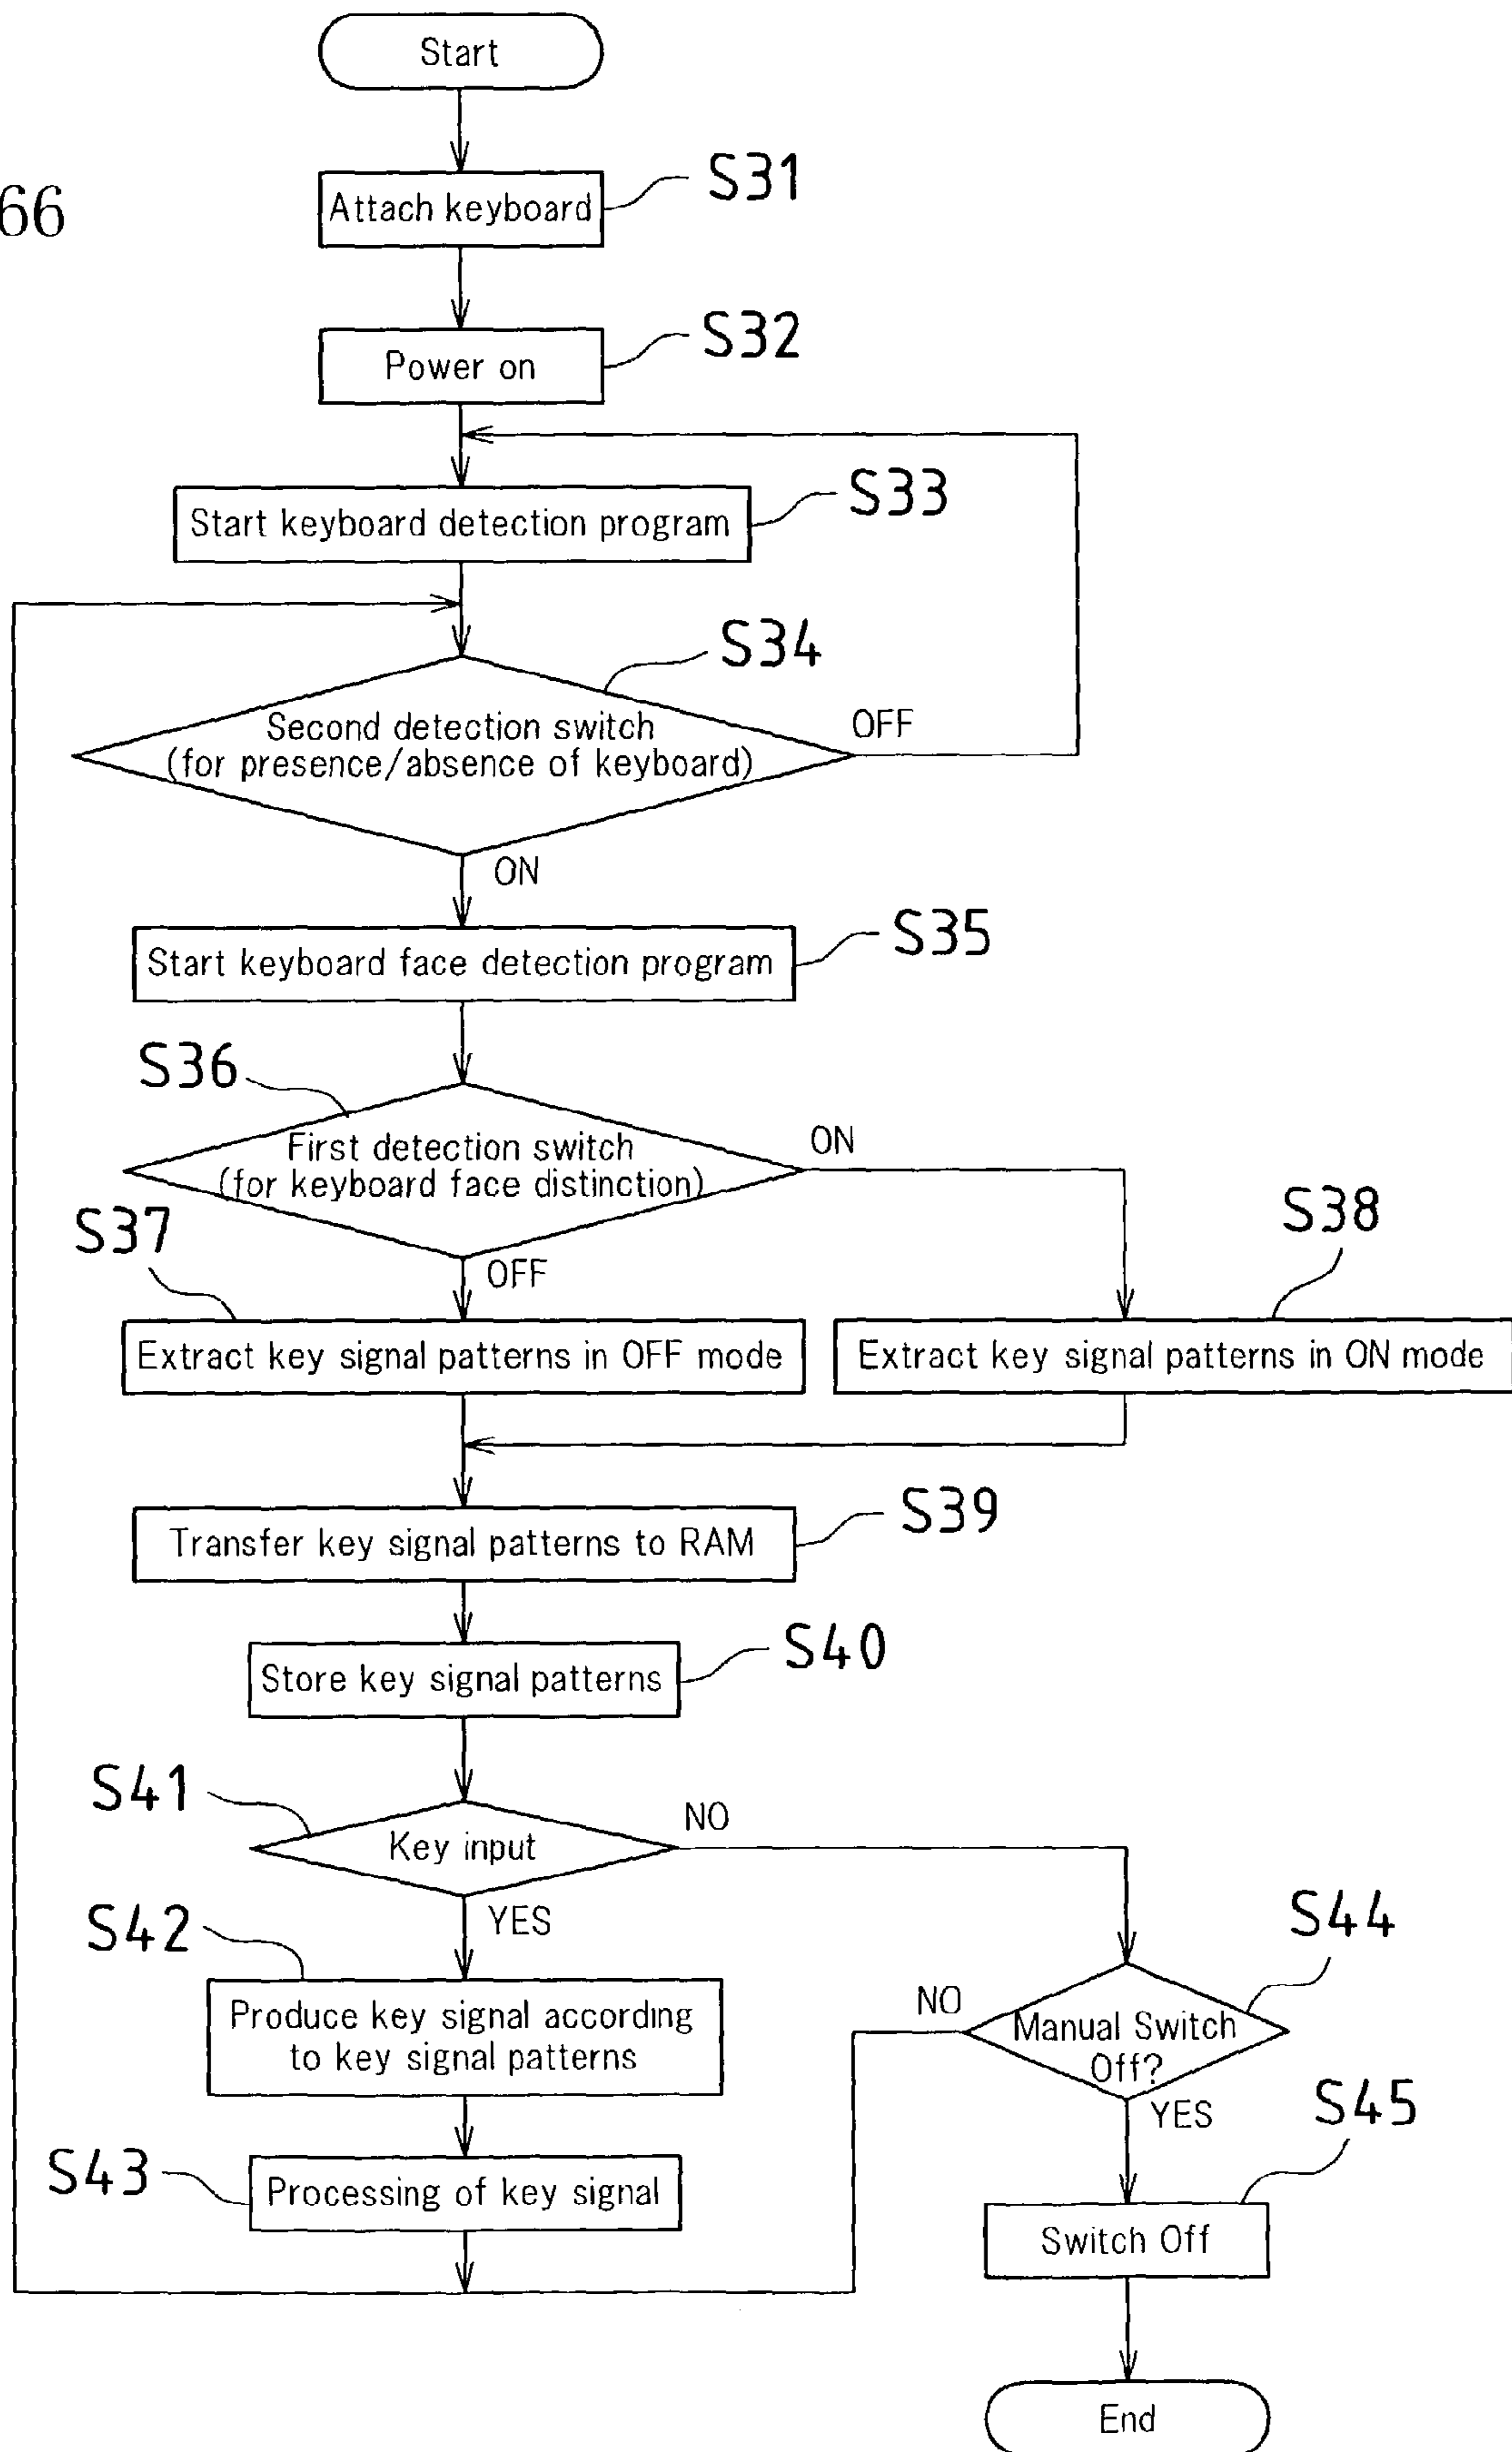 Start
66
Attach keyboard
S31
Power on
S32
Start keyboard detection program
S33
S34
Second detection switch
(for presence/absence of keyboard)
OFF
ON
Start keyboard face detection program
S35
S36
First detection switch
(for keyboard face distinction)
ON
OFF
S37
Extract key signal patterns in OFF mode
S38
Extract key signal patterns in ON mode
Transfer key signal patterns to RAM
S39
Store key signal patterns
S40
S41
Key input
NO
YES
S42
Produce key signal according
to key signal patterns
S43
Processing of key signal
S44
NO
Manual Switch
Off?
YES
S45
Switch Off
End